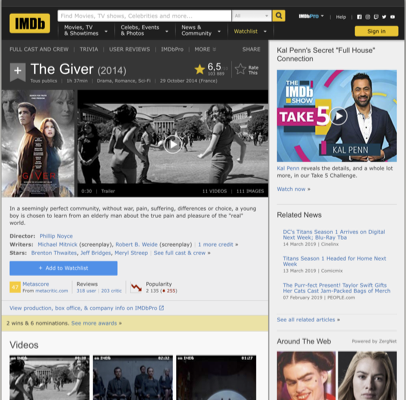 IMDb
Find Movies, TV shows, Celebrities and more...
All
IMDbPro
Help
Movies, TV & Showtimes
Celebs, Events & Photos
News & Community
Watchlist
Sign in
FULL CAST AND CREW | TRIVIA | USER REVIEWS | IMDbPro | MORE
SHARE
The Giver (2014)
6,5
Rate This
Tous publics | 1h 37min | Drama, Romance, Sci-Fi | 29 October 2014 (France)
GIVER
0:30 | Trailer
11 VIDEOS | 111 IMAGES
In a seemingly perfect community, without war, pain, suffering, differences or choice, a young
boy is chosen to learn from an elderly man about the true pain and pleasure of the "real"
world.
Director: Phillip Noyce
Writers: Michael Mitnick (screenplay), Robert B. Weide (screenplay) | 1 more credit »
Stars: Brenton Thwaites, Jeff Bridges, Meryl Streep | See full cast & crew »
+ Add to Watchlist
Metascore
From metacritic.com
Reviews
Popularity
View production, box office, & company info on IMDbPro
2 wins & 6 nominations. See more awards »
Videos
00:30
01:27
Kal Penn's Secret "Full House"
Connection
THE IMDb SHOW
TAKE 5
KAL PENN
Kal Penn reveals the details, and a whole lot
more, in our Take 5 Challenge.
Watch now »
Related News
DC's Titans Season 1 Arrives on Digital
Next Week; Blu-Ray Tba
14 March 2019 | Cinelinx
Titans Season 1 Headed for Home Next
Week
13 March 2019 | Comicmix
The Purr-fect Present! Taylor Swift Gifts
Her Cats Cast Jam-Packed Bags of Merch
07 February 2019 | PEOPLE.com
See all related articles »
Around The Web
Powered by ZergNet